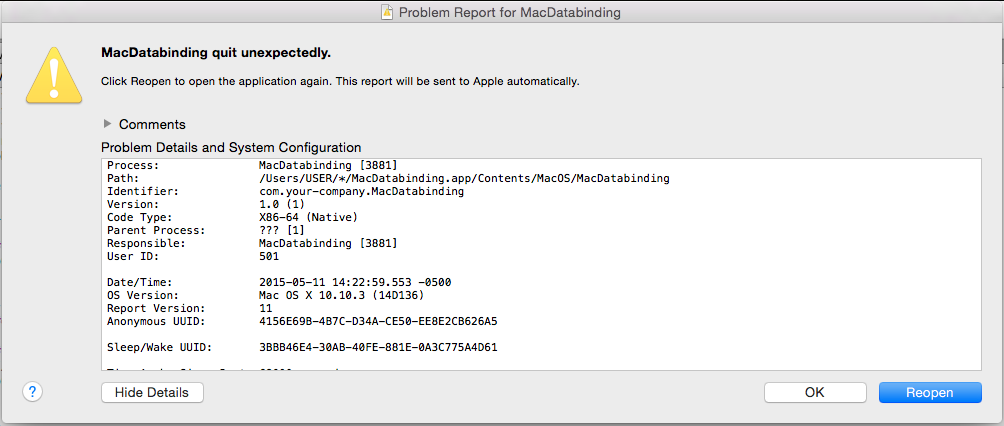 Problem Report for MacDatabinding
MacDatabinding quit unexpectedly.
Click Reopen to open the application again. This report will be sent to Apple automatically.
Comments
Problem Details and System Configuration
Process: MacDatabinding [3881]
Path: /Users/USER/*/MacDatabinding.app/Contents/MacOS/MacDatabinding
Identifier: com.your-company.MacDatabinding
Version: 1.0 (1)
Code Type: X86-64 (Native)
Parent Process: ??? [1]
Responsible: MacDatabinding [3881]
User ID: 501
Date/Time: 2015-05-11 14:22:59.553 -0500
OS Version: Mac OS X 10.10.3 (14D136)
Report Version: 11
Anonymous UUID: 4156E69B-4B7C-D34A-CE50-EE8E2CB626A5
Sleep/Wake UUID: 3BBB46E4-30AB-40FE-881E-0A3C775A4D61
? Hide Details OK Reopen